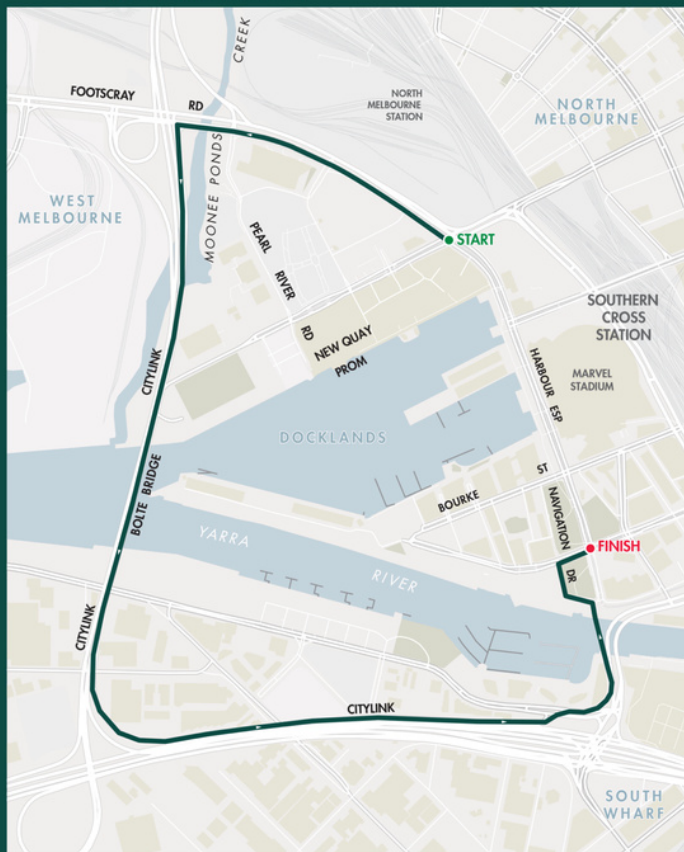 CREEK
FOOTSCRAY
RD
NORTH
MELBOURNE
STATION
NORTH
MELBOURNE
WEST
MELBOURNE
MOONEE PONDS
START
PEARL
RIVER
RD
NEW QUAY
PROM
SOUTHERN
CROSS
STATION
HARBOUR ESP
MARVEL
STADIUM
CITYLINK
DOCKLANDS
BOLTE BRIDGE
BOURKE
ST
NAVIGATION
DR
YARRA
RIVER
FINISH
CITYLINK
CITYLINK
SOUTH
WHARF